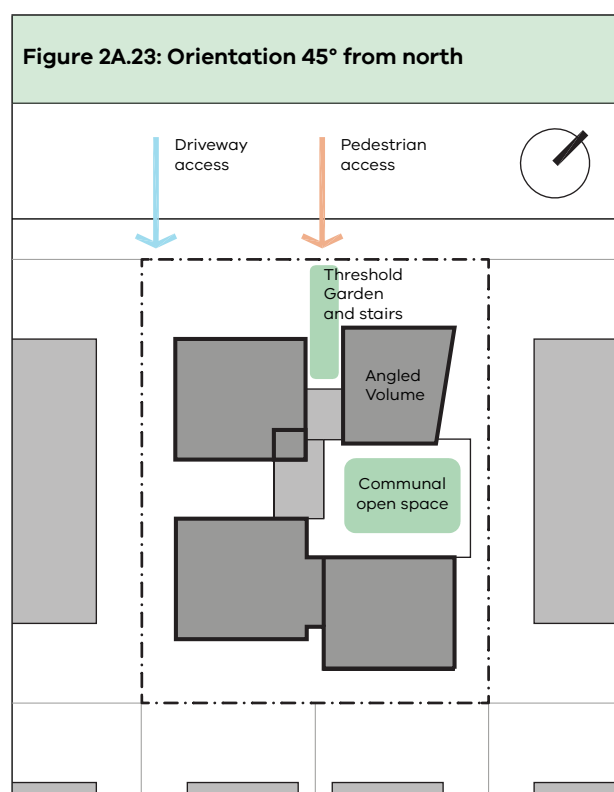 Figure 2A.23: Orientation 45° from north
Driveway
access
Pedestrian
access
Threshold
Garden
and stairs
Angled
Volume
Communal
open space